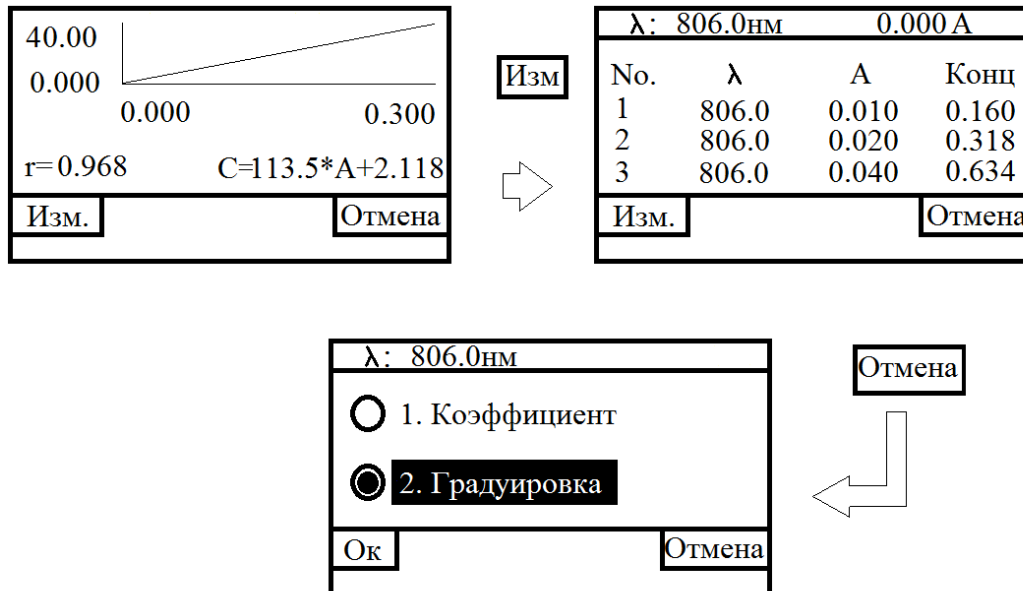 40.00
0.000
0.000 0.300
r=0.968 C=113.5*A+2.118
Изм. Отмена
Изм
λ: 806.0нм 0.000 A
No. λ A Конц
1 806.0 0.010 0.160
2 806.0 0.020 0.318
3 806.0 0.040 0.634
Изм. Отмена
λ: 806.0нм
1. Коэффициент
2. Градуировка
Ок Отмена
Отмена